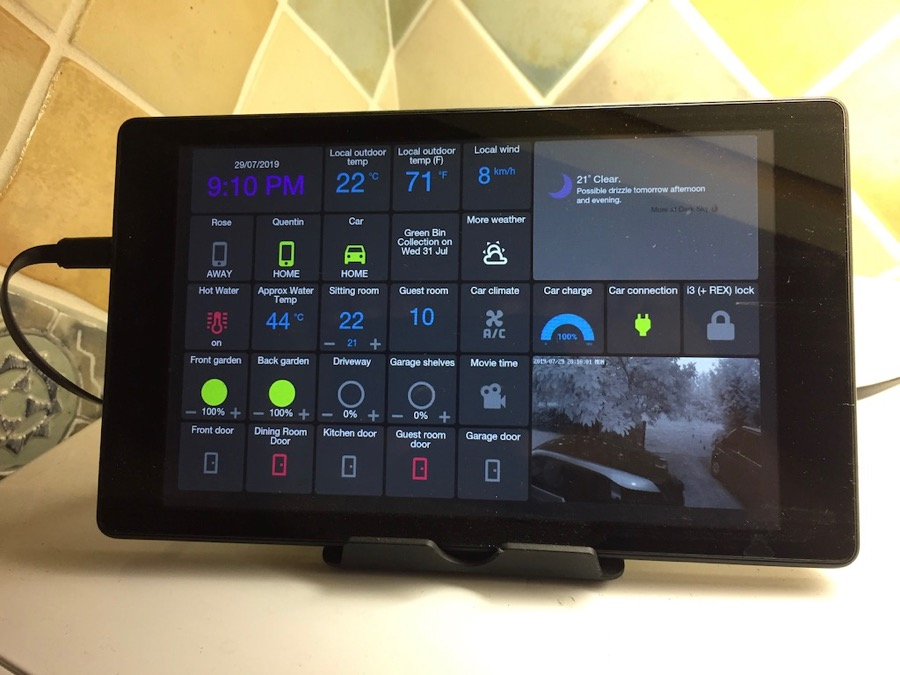 29/07/2019
9:10 PM
Local outdoor
temp
22 °C
Local outdoor
temp (F)
71 °F
Local wind
8 km/h
21° Clear.
Possible drizzle tomorrow afternoon
and evening.
Rose
AWAY
Quentin
HOME
Car
HOME
Green Bin
Collection on
Wed 31 Jul
More weather
Hot Water
on
Approx Water
Temp
44 °C
Sitting room
22
− 21 +
Guest room
10
Car climate
A/C
Car charge
100%
Car connection
i3 (+ REX) lock
Front garden
− 100% +
Back garden
− 100% +
Driveway
− 0% +
Garage shelves
− 0% +
Movie time
Front door
Dining Room
Door
Kitchen door
Guest room
door
Garage door